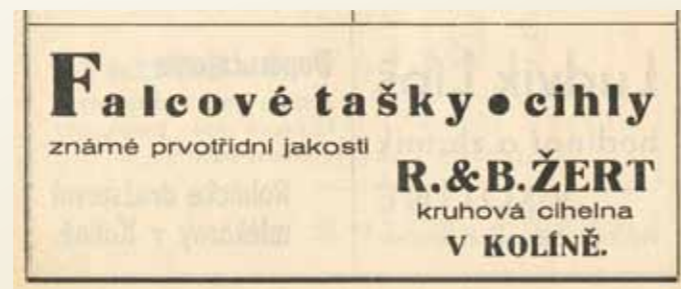 Falcové tašky • cihly
známé prvotřídní jakosti
R. & B. ŽERT
kruhová cihelna
V KOLÍNĚ.